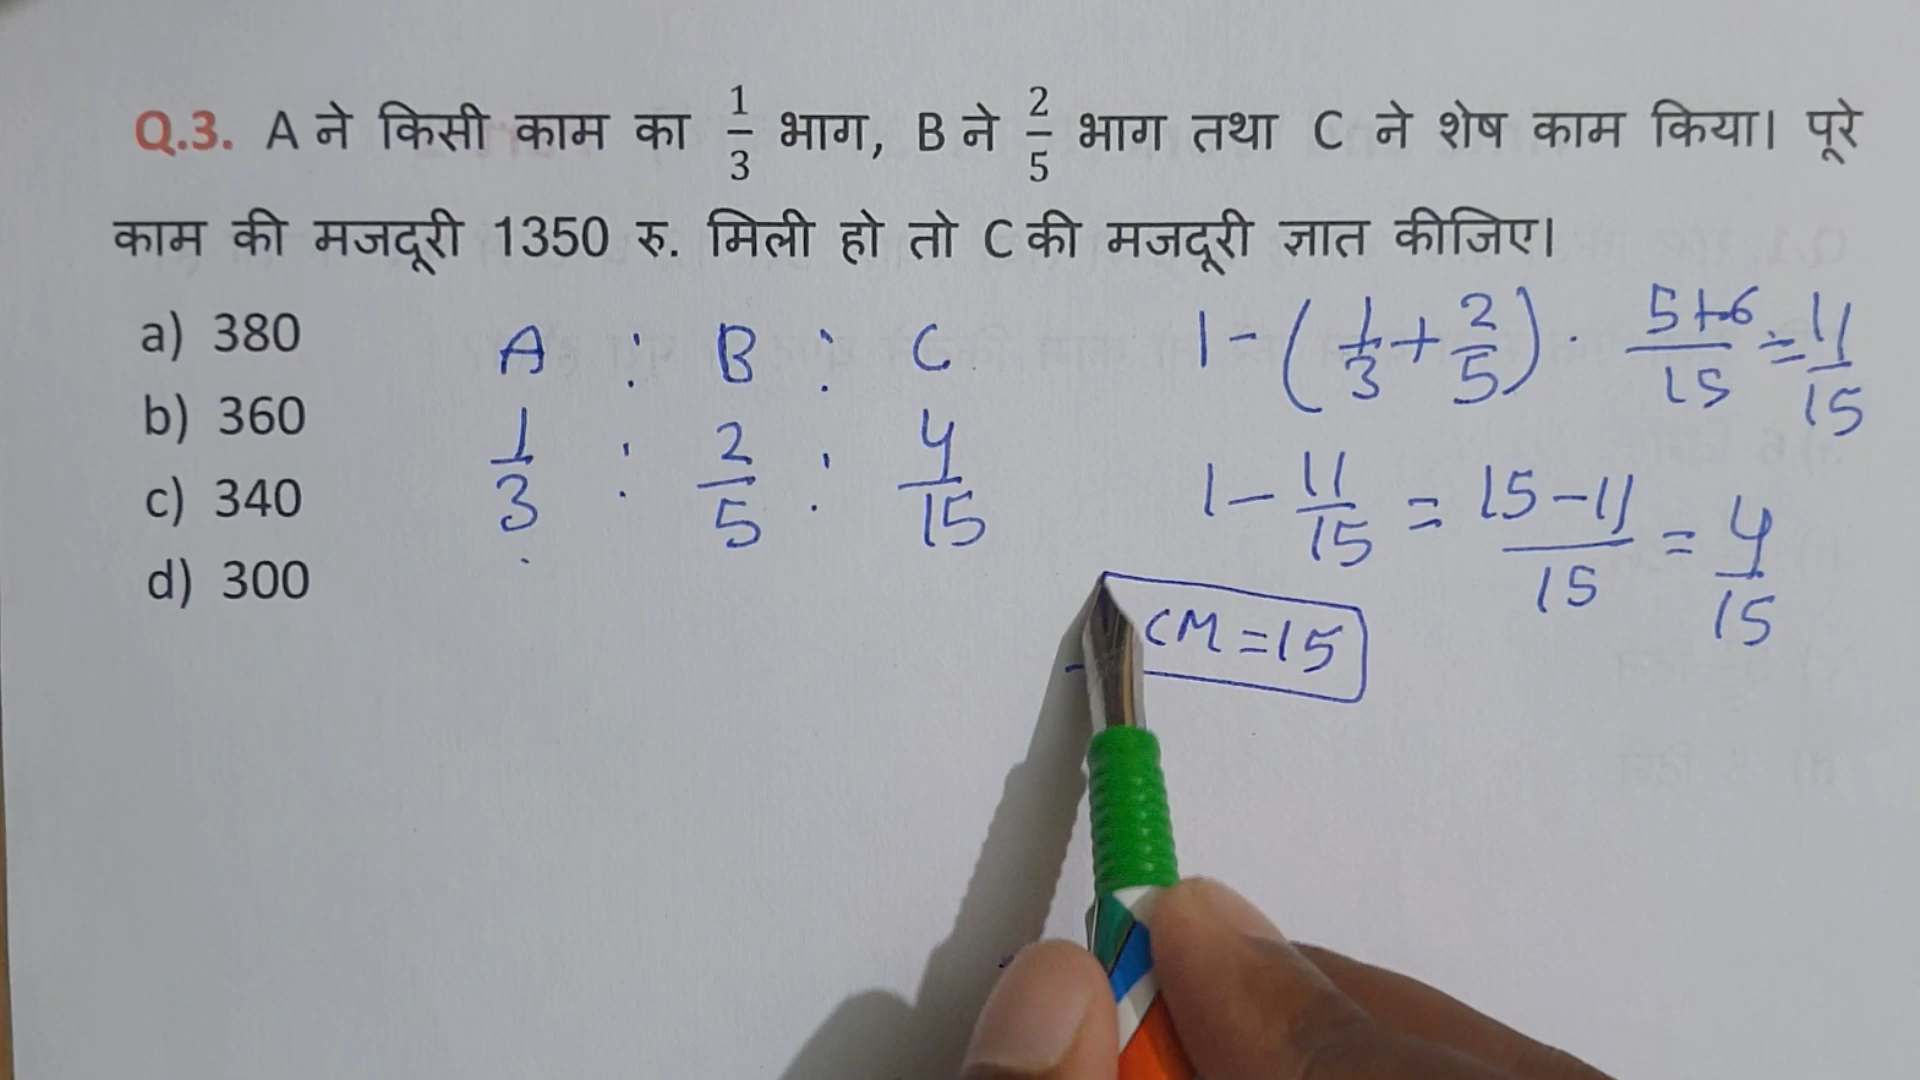 Q.3. A ने किसी काम का 1/3 भाग, B ने 2/5 भाग तथा C ने शेष काम किया। पूरे
काम की मजदूरी 1350 रु. मिली हो तो C की मजदूरी ज्ञात कीजिए।
a) 380
b) 360
c) 340
d) 300
A : B : C
1/3 : 2/5 : 4/15
1 - (1/3 + 2/5) . 5+6/15 = 11/15
1 - 11/15 = 15-11/15 = 4/15
CM = 15